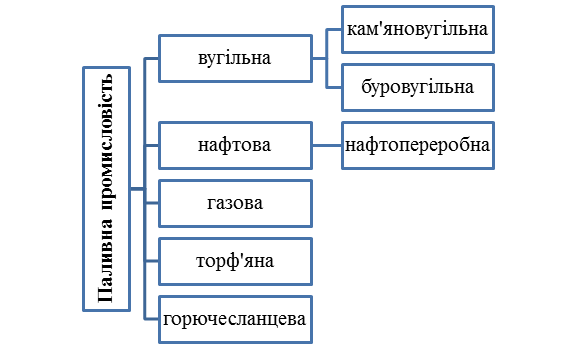 Паливна промисловість
вугільна
кам'яновугільна
буровугільна
нафтова
нафтопереробна
газова
торф'яна
горючесланцева